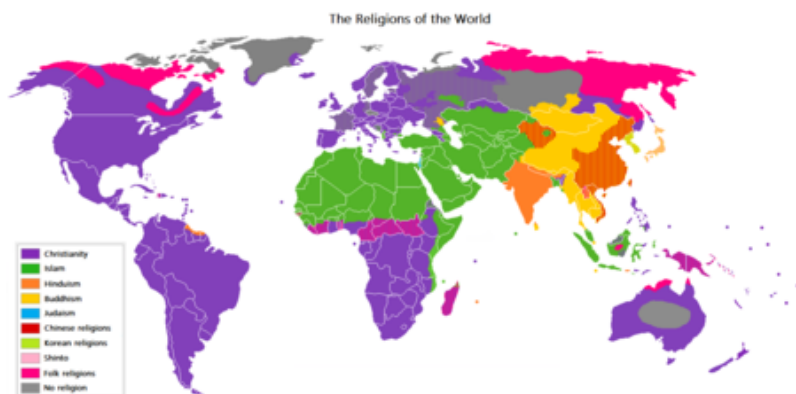 The Religions of the World
Christianity
Islam
Hinduism
Buddhism
Judaism
Chinese religions
Korean religions
Shinto
Folk religions
No religion